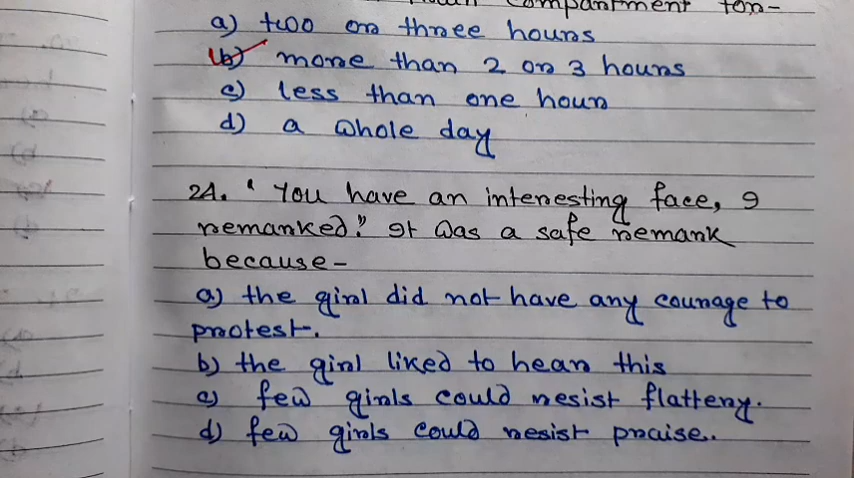 Compartment for-
a) two or three hours
b) more than 2 or 3 hours
c) less than one hour
d) a whole day
24. "You have an interesting face, I
remarked." It was a safe remark
because-
a) the girl did not have any courage to
protest.
b) the girl liked to hear this
c) few girls could resist flattery.
d) few girls could resist praise..